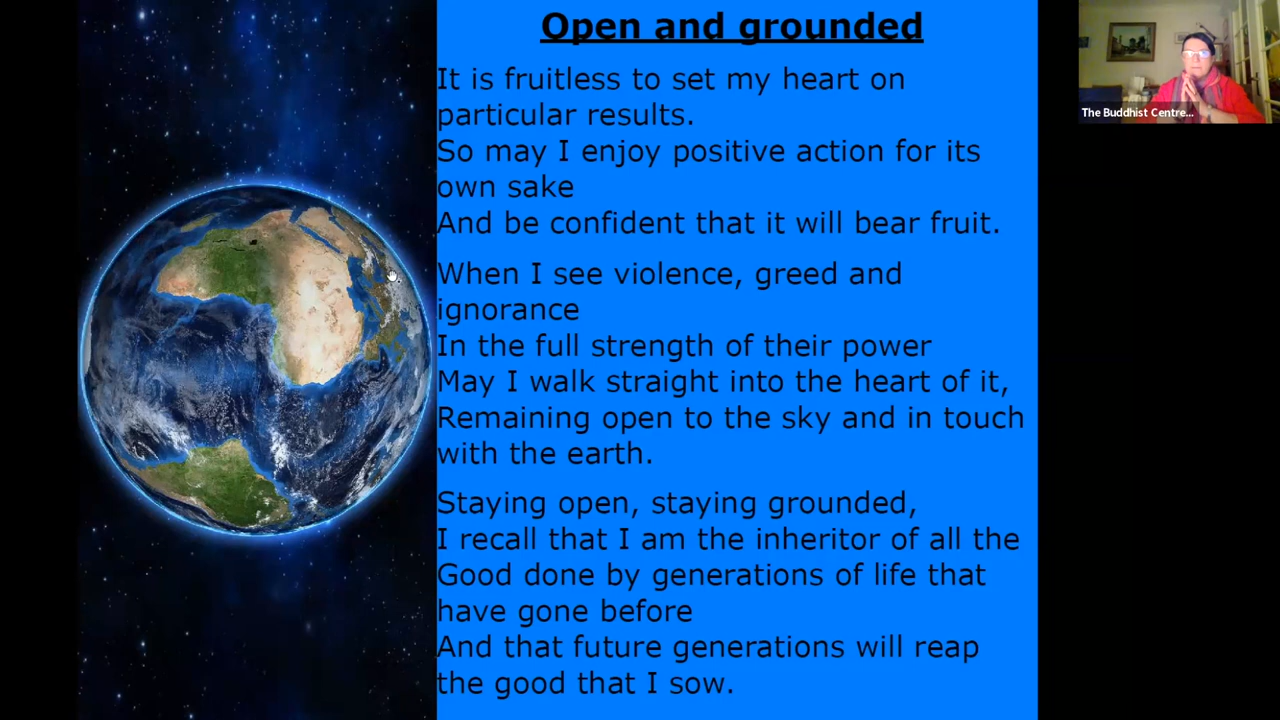 Open and grounded
It is fruitless to set my heart on
particular results.
So may I enjoy positive action for its
own sake
And be confident that it will bear fruit.
When I see violence, greed and
ignorance
In the full strength of their power
May I walk straight into the heart of it,
Remaining open to the sky and in touch
with the earth.
Staying open, staying grounded,
I recall that I am the inheritor of all the
Good done by generations of life that
have gone before
And that future generations will reap
the good that I sow.
The Buddhist Centre...